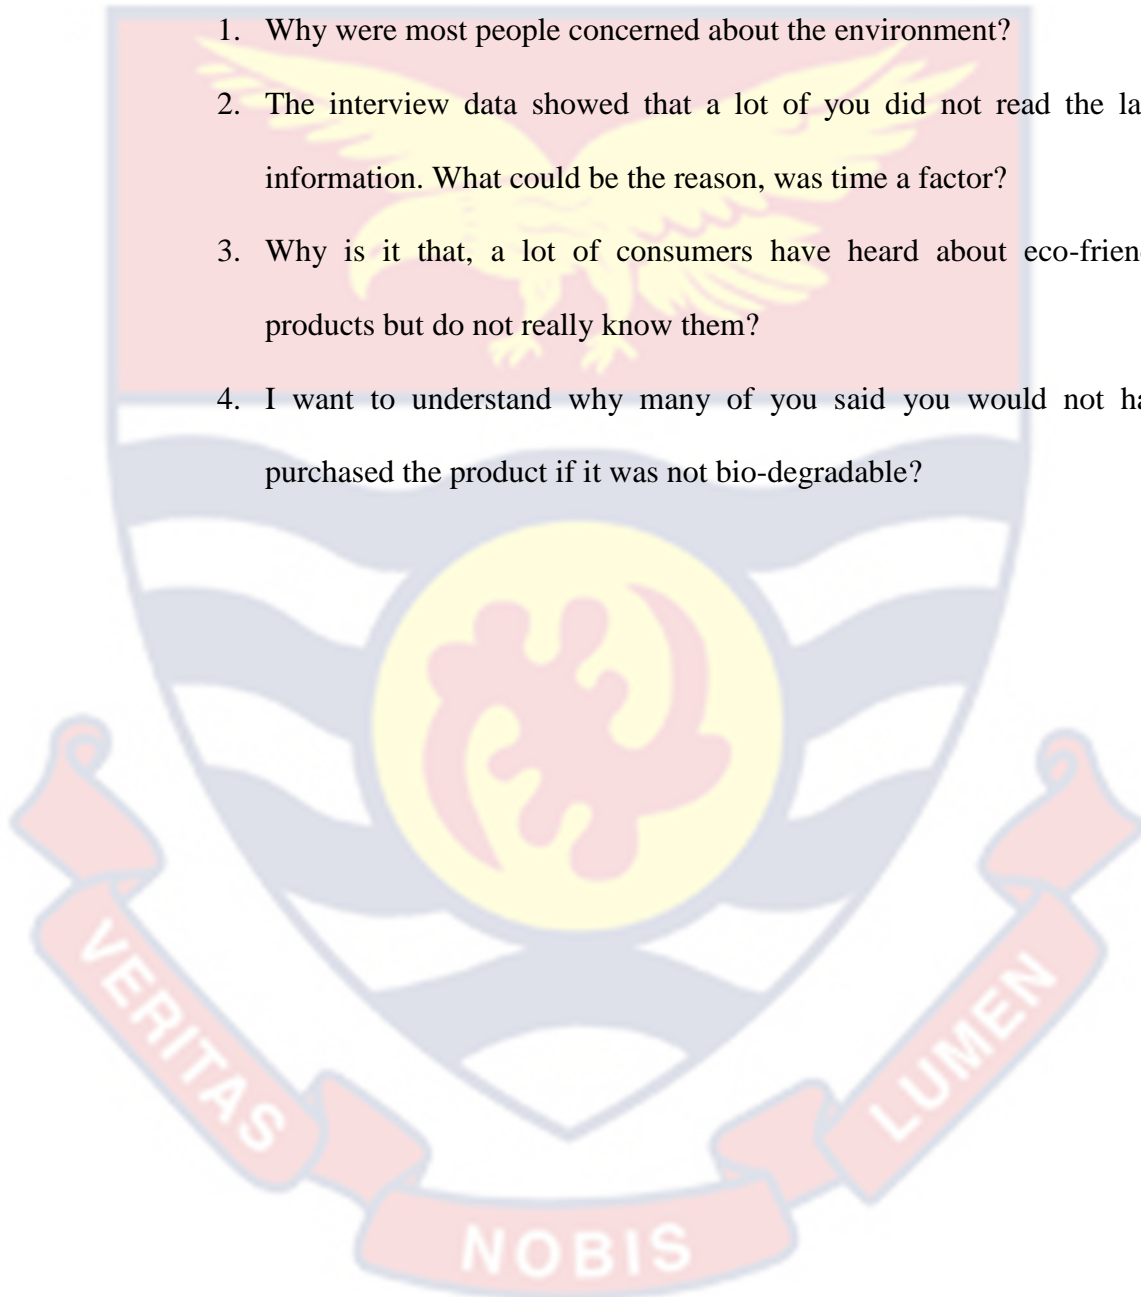 1. Why were most people concerned about the environment?
2. The interview data showed that a lot of you did not read the la
information. What could be the reason, was time a factor?
3. Why is it that, a lot of consumers have heard about eco-frien
products but do not really know them?
4. I want to understand why many of you said you would not ha
purchased the product if it was not bio-degradable?
VERITAS
NOBIS
LUMEN